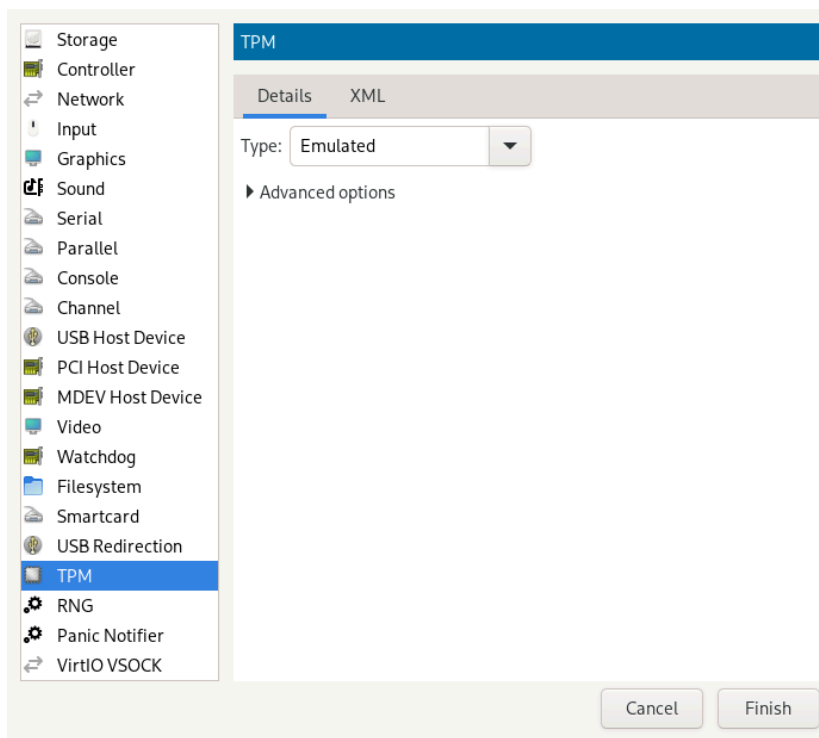 Storage
Controller
Network
Input
Graphics
Sound
Serial
Parallel
Console
Channel
USB Host Device
PCI Host Device
MDEV Host Device
Video
Watchdog
Filesystem
Smartcard
USB Redirection
TPM
RNG
Panic Notifier
VirtIO VSOCK
TPM
Details XML
Type: Emulated
Advanced options
Cancel Finish